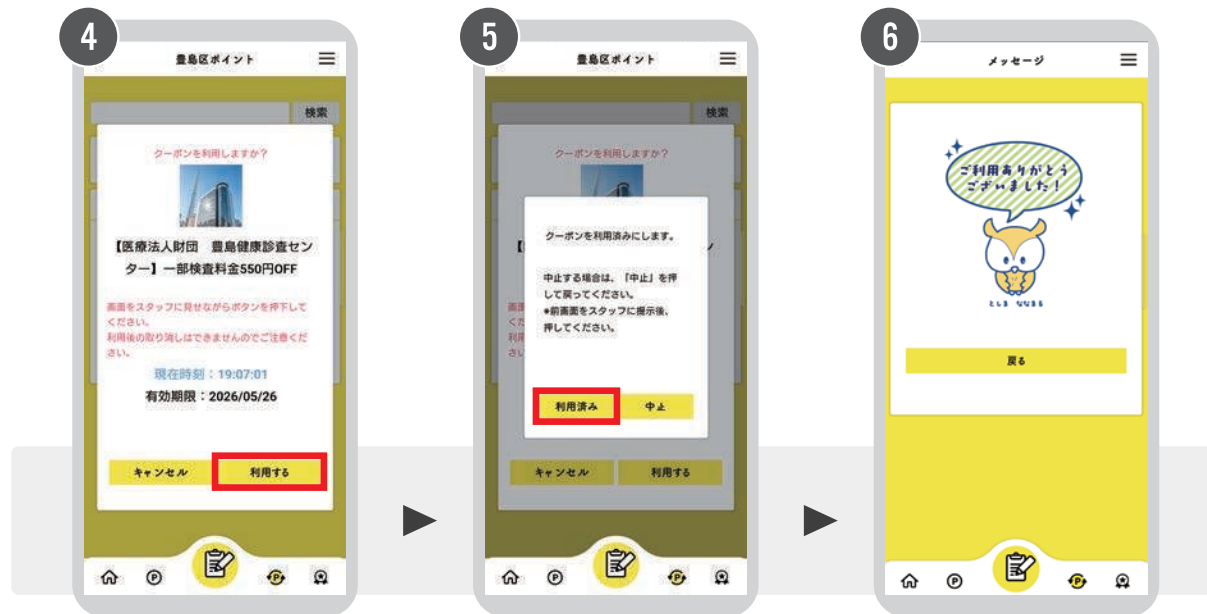 4
豊島区ポイント
検索
クーポンを利用しますか？
【医療法人財団　豊島健康診査セン
ター】一部検査料金550円OFF
画面をスタッフに見せながらボタンを押下して
ください。
利用後の取り消しはできませんのでご注意くだ
さい。
現在時刻：19:07:01
有効期限：2026/05/26
キャンセル
利用する
5
豊島区ポイント
検索
クーポンを利用しますか？
クーポンを利用済みにします。
中止する場合は、「中止」を押
して戻ってください。
●前画面をスタッフに提示後、
押してください。
利用済み
中止
キャンセル
利用する
6
メッセージ
ご利用ありがとう
ございました！
としま ななまる
戻る